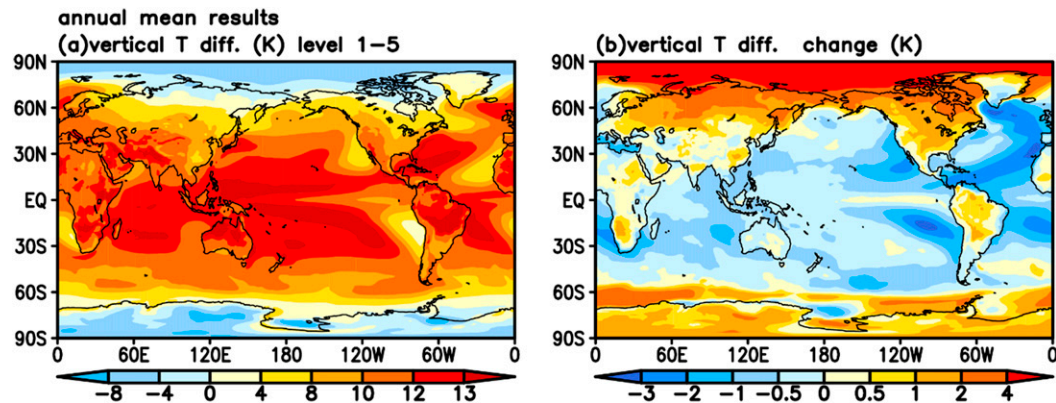 annual mean results
(a)vertical T diff. (K) level 1−5
(b)vertical T diff. change (K)
90N
60N
30N
EQ
30S
60S
90S
0 60E 120E 180 120W 60W 0
−8 −4 0 4 8 10 12 13
90N
60N
30N
EQ
30S
60S
90S
0 60E 120E 180 120W 60W 0
−3 −2 −1 −0.5 0 0.5 1 2 4